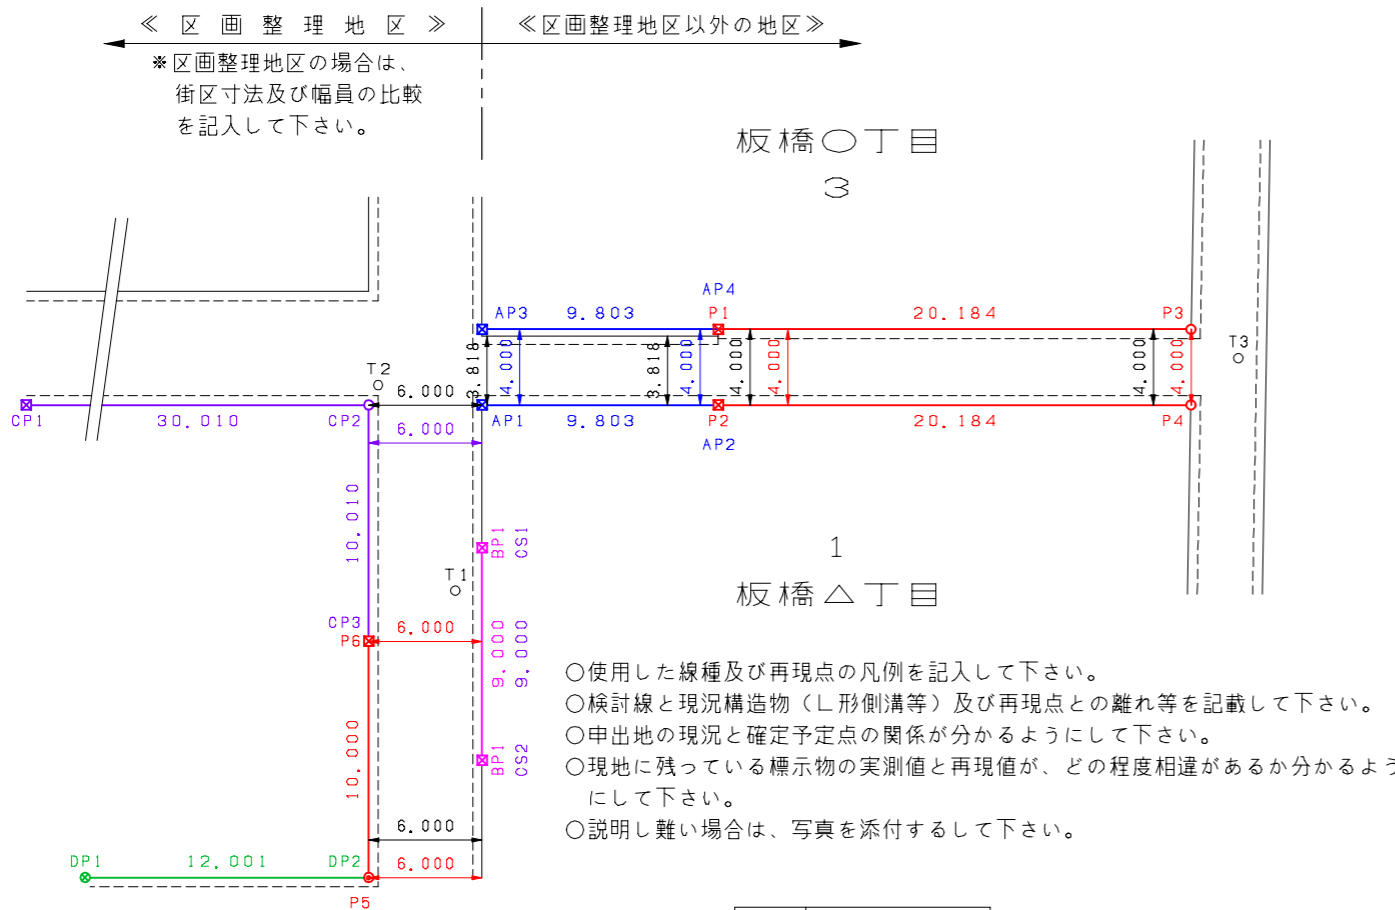 ≪ 区 画 整 理 地 区 ≫
≪区画整理地区以外の地区≫
※区画整理地区の場合は、
街区寸法及び幅員の比較
を記入して下さい。
板橋○丁目
3
AP4
AP3
9.803
P1
20.184
P3
T3
T2
6.000
3.818
4.000
3.818
4.000
4.000
4.000
4.000
4.000
CP1
30.010
CP2
6.000
AP1
9.803
P2
20.184
P4
AP2
10.010
BP1
CS1
1
板橋△丁目
T1
CP3
P6
6.000
9.000
9.000
○使用した線種及び再現点の凡例を記入して下さい。
○検討線と現況構造物（L形側溝等）及び再現点との離れ等を記載して下さい。
○申出地の現況と確定予定点の関係が分かるようにして下さい。
○現地に残っている標示物の実測値と再現値が、どの程度相違があるか分かるよう
にして下さい。
○説明し難い場合は、写真を添付するして下さい。
10.000
BP1
CS2
6.000
DP1
12.001
DP2
6.000
P5